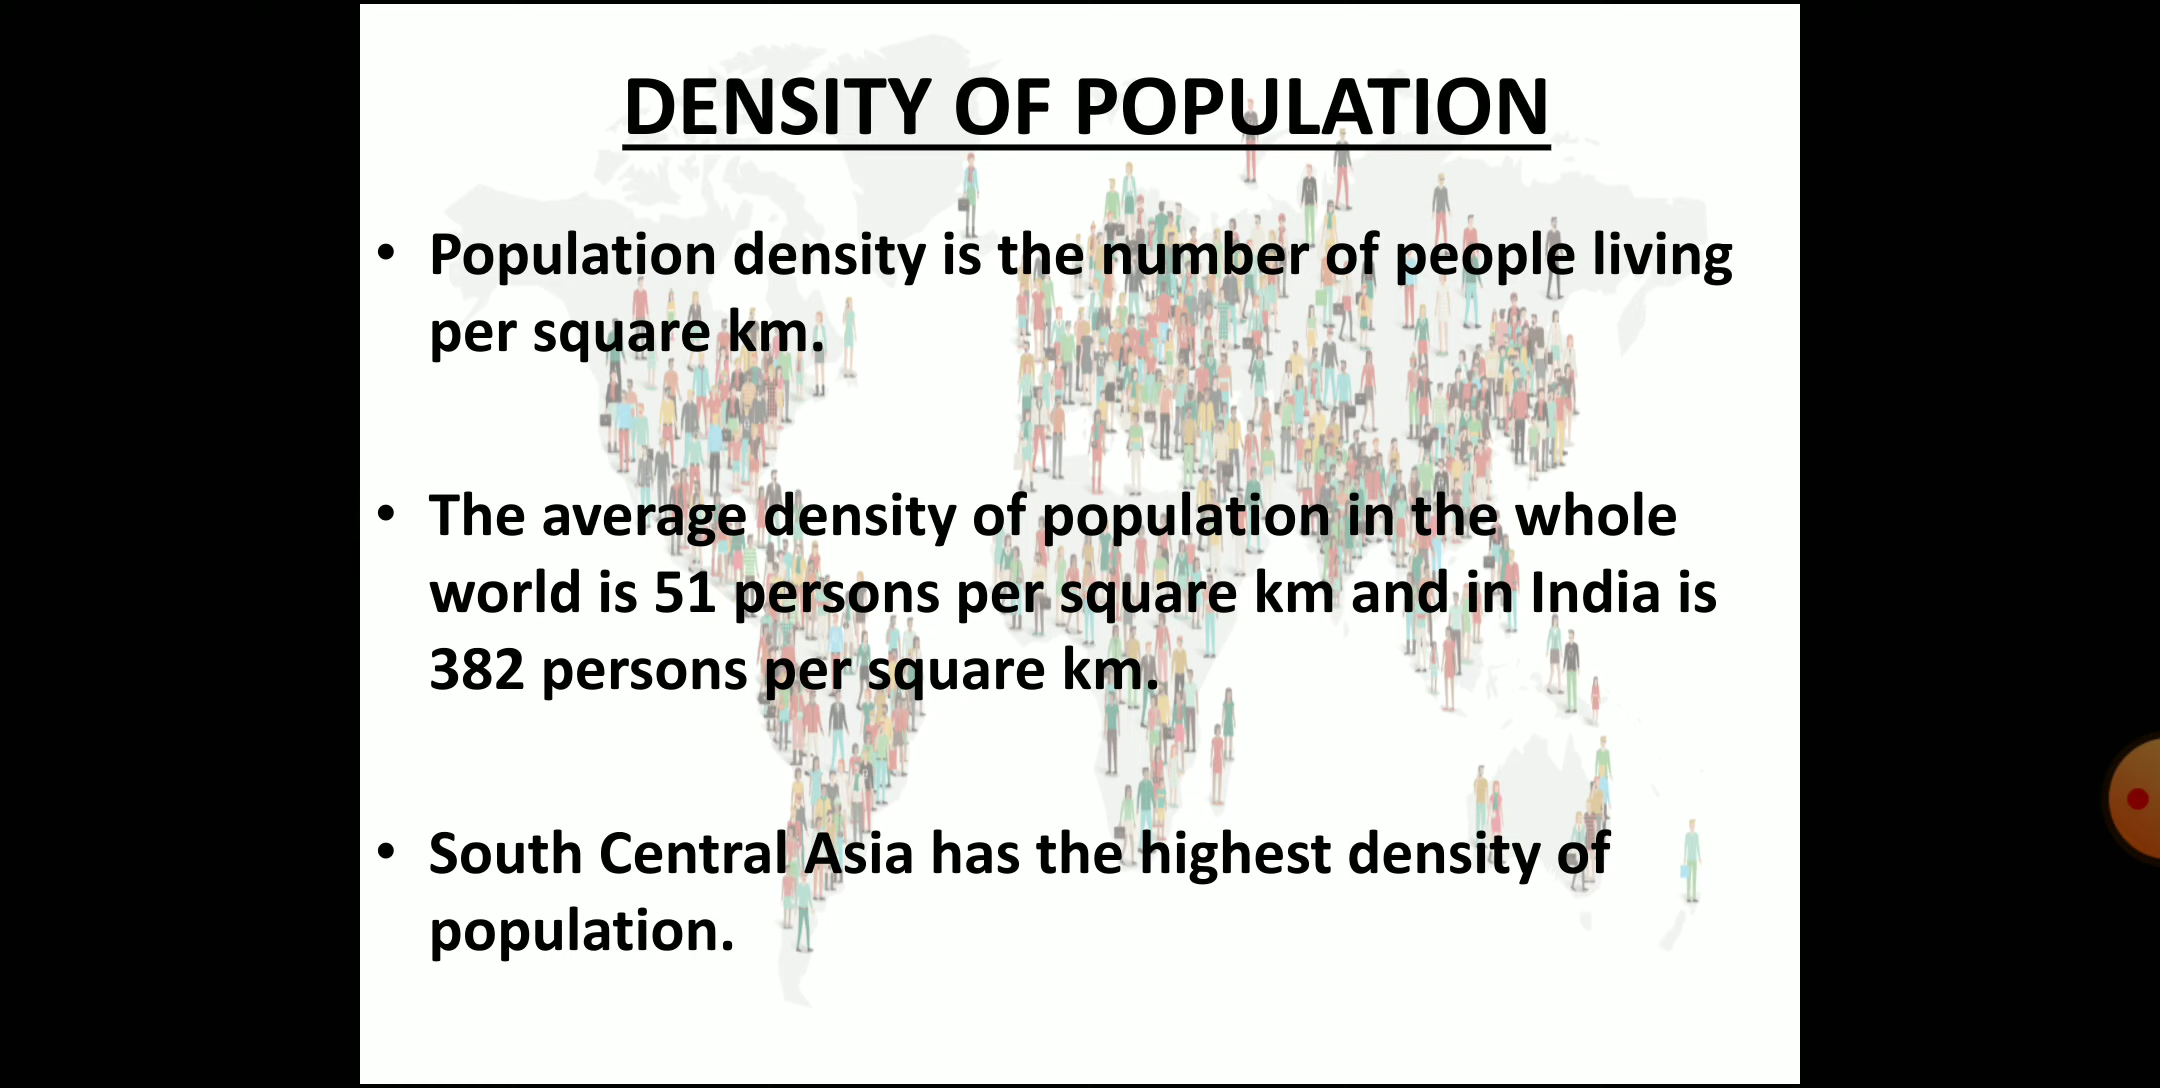 DENSITY OF POPULATION
• Population density is the number of people living
per square km.
• The average density of population in the whole
world is 51 persons per square km and in India is
382 persons per square km.
• South Central Asia has the highest density of
population.